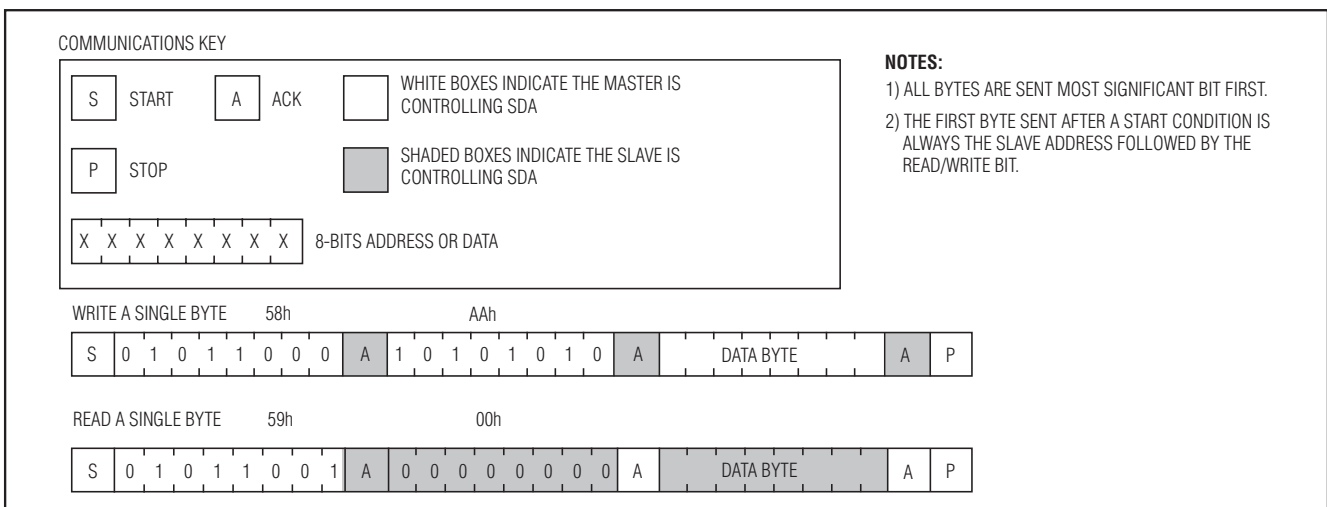 COMMUNICATIONS KEY
S START A ACK WHITE BOXES INDICATE THE MASTER IS
CONTROLLING SDA
P STOP SHADED BOXES INDICATE THE SLAVE IS
CONTROLLING SDA
X X X X X X X X 8-BITS ADDRESS OR DATA
NOTES:
1) ALL BYTES ARE SENT MOST SIGNIFICANT BIT FIRST.
2) THE FIRST BYTE SENT AFTER A START CONDITION IS
ALWAYS THE SLAVE ADDRESS FOLLOWED BY THE
READ/WRITE BIT.
WRITE A SINGLE BYTE 58h AAh
S 0 1 0 1 1 0 0 0 A 1 0 1 0 1 0 1 0 A DATA BYTE A P
READ A SINGLE BYTE 59h 00h
S 0 1 0 1 1 0 0 1 A 0 0 0 0 0 0 0 0 A DATA BYTE A P